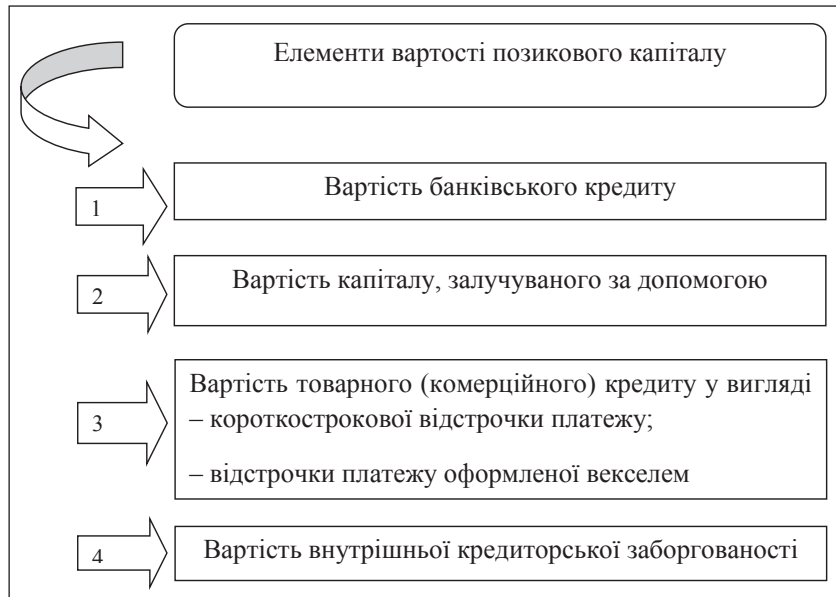 Елементи вартості позикового капіталу
1
Вартість банківського кредиту
2
Вартість капіталу, залучуваного за допомогою
3
Вартість товарного (комерційного) кредиту у вигляді
– короткострокової відстрочки платежу;
– відстрочки платежу оформленої векселем
4
Вартість внутрішньої кредиторської заборгованості